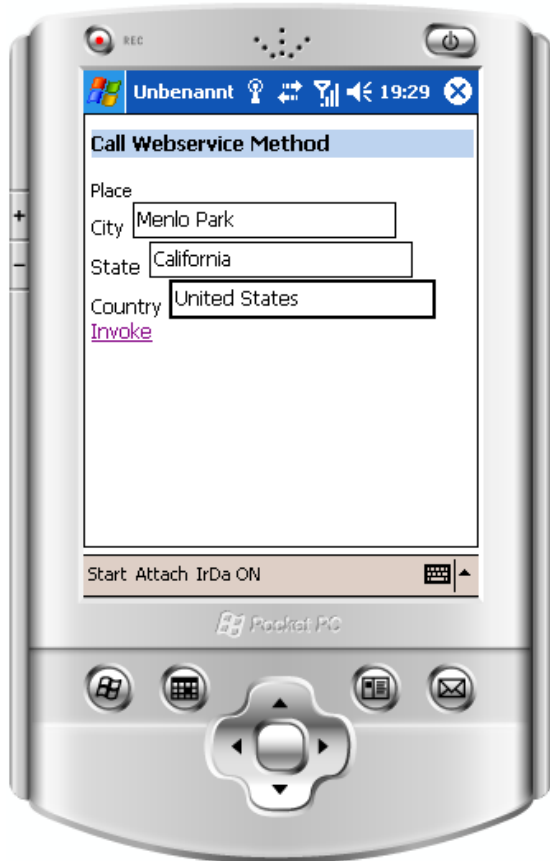 REC
Unbenannt 19:29
Call Webservice Method
Place
City Menlo Park
State California
Country United States
Invoke
Start Attach IrDa ON
Pocket PC